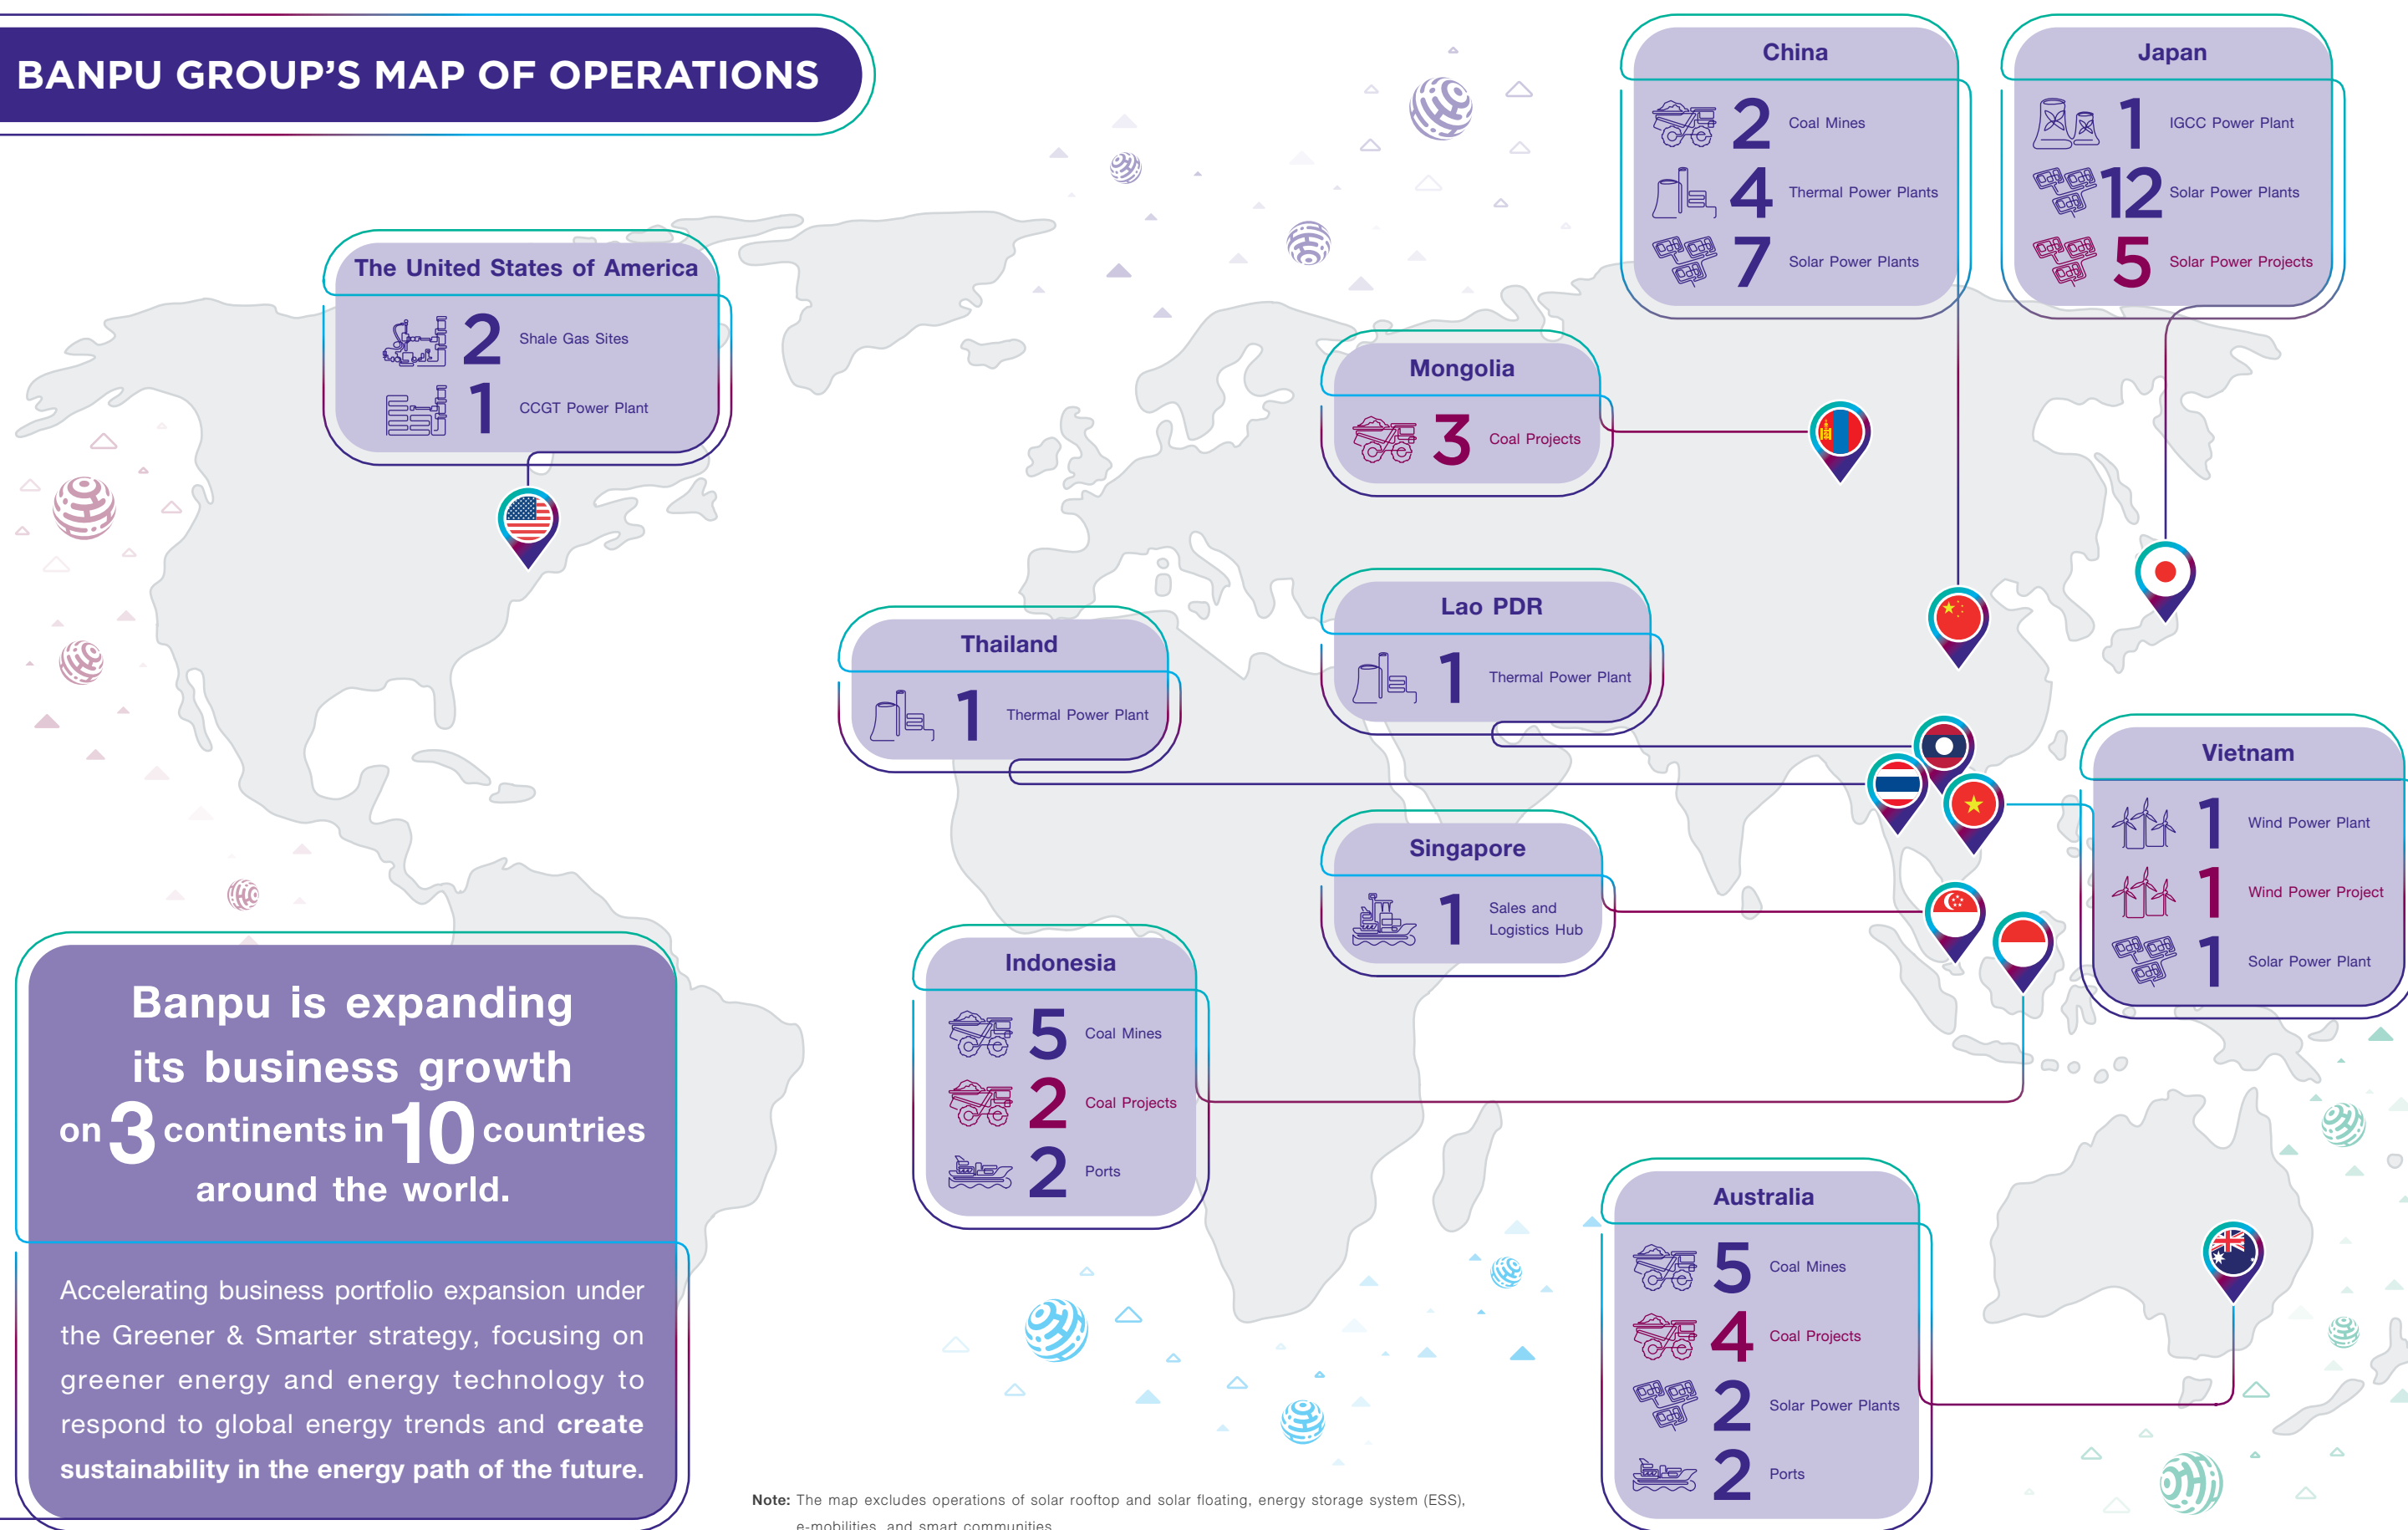 BANPU GROUP'S MAP OF OPERATIONS
China
2 Coal Mines
4 Thermal Power Plants
7 Solar Power Plants
Japan
1 IGCC Power Plant
12 Solar Power Plants
5 Solar Power Projects
The United States of America
2 Shale Gas Sites
1 CCGT Power Plant
Mongolia
3 Coal Projects
Lao PDR
1 Thermal Power Plant
Thailand
1 Thermal Power Plant
Vietnam
1 Wind Power Plant
1 Wind Power Project
1 Solar Power Plant
Singapore
1 Sales and
Logistics Hub
Indonesia
5 Coal Mines
2 Coal Projects
2 Ports
Australia
5 Coal Mines
4 Coal Projects
2 Solar Power Plants
2 Ports
Banpu is expanding
its business growth
on 3 continents in 10 countries
around the world.
Accelerating business portfolio expansion under
the Greener & Smarter strategy, focusing on
greener energy and energy technology to
respond to global energy trends and create
sustainability in the energy path of the future.
Note: The map excludes operations of solar rooftop and solar floating, energy storage system (ESS),
e-mobilities, and smart communities